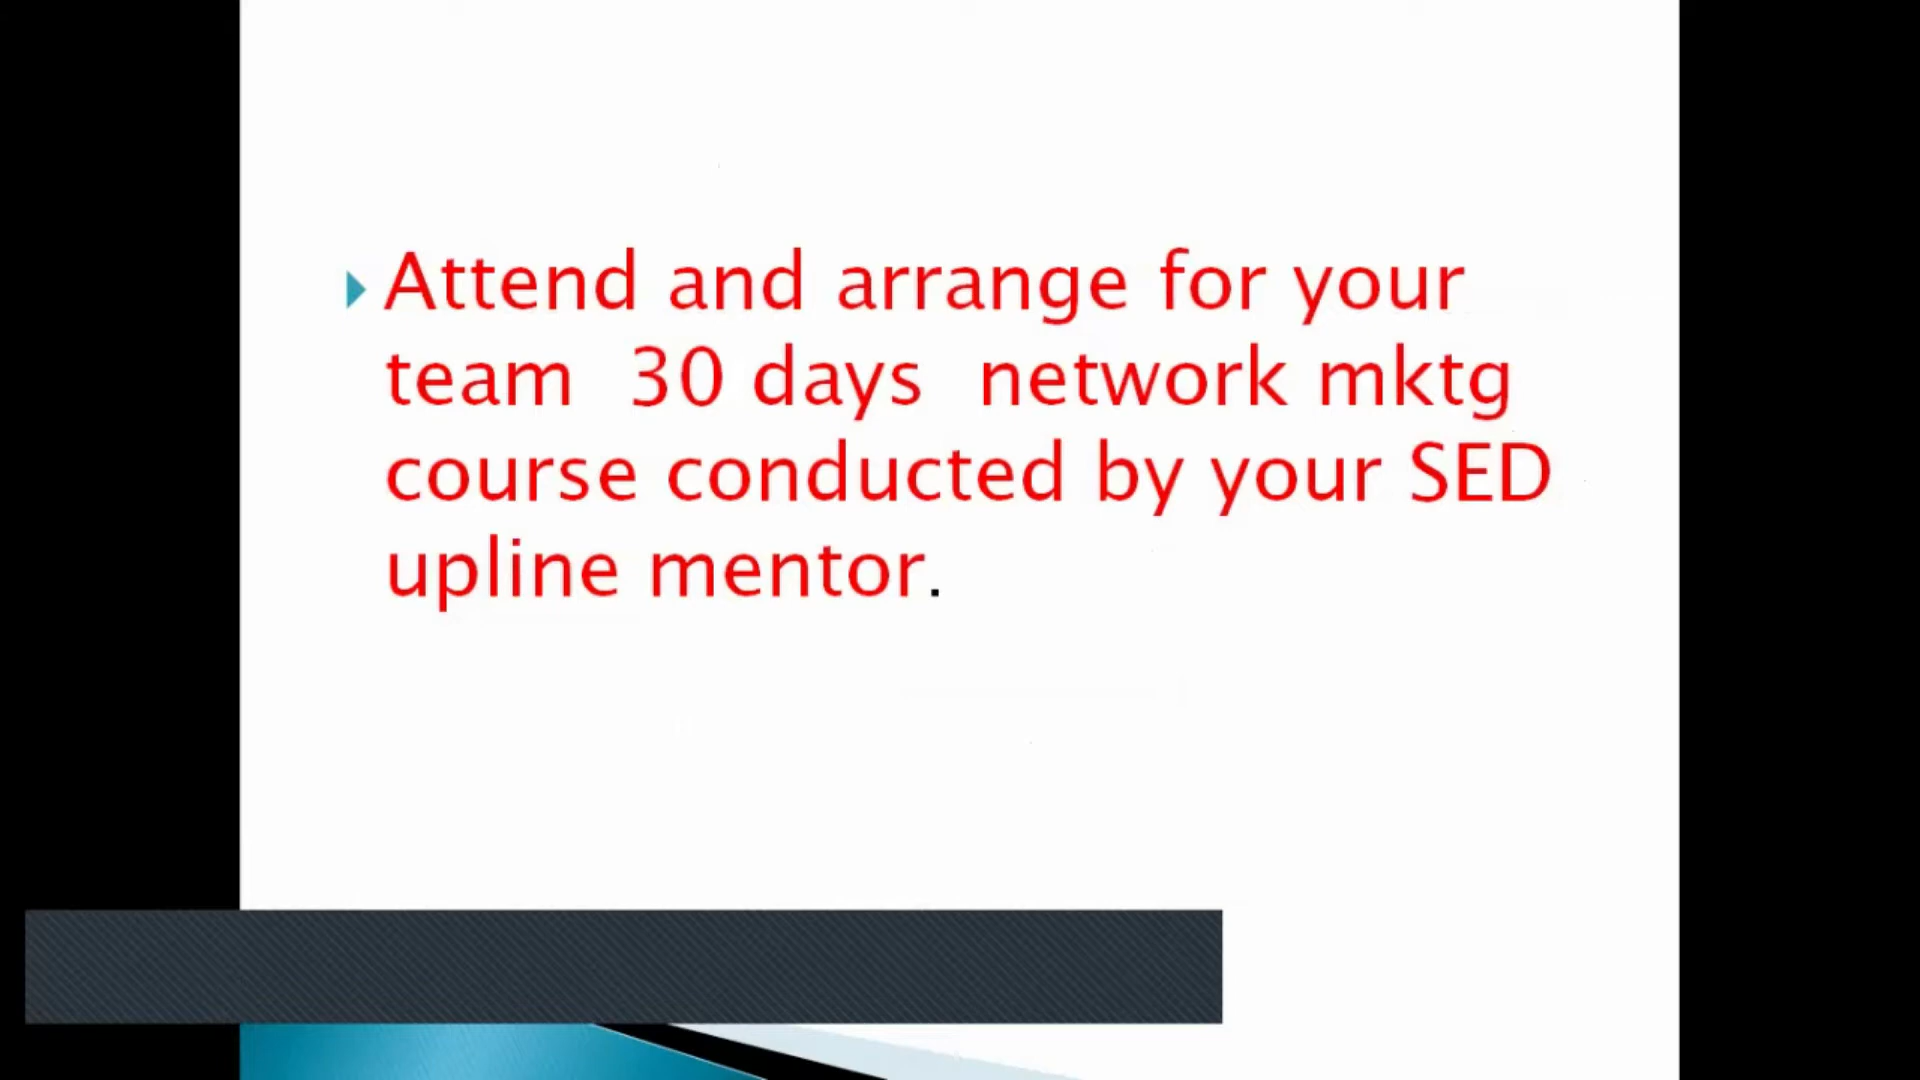 Attend and arrange for your
team 30 days network mktg
course conducted by your SED
upline mentor.